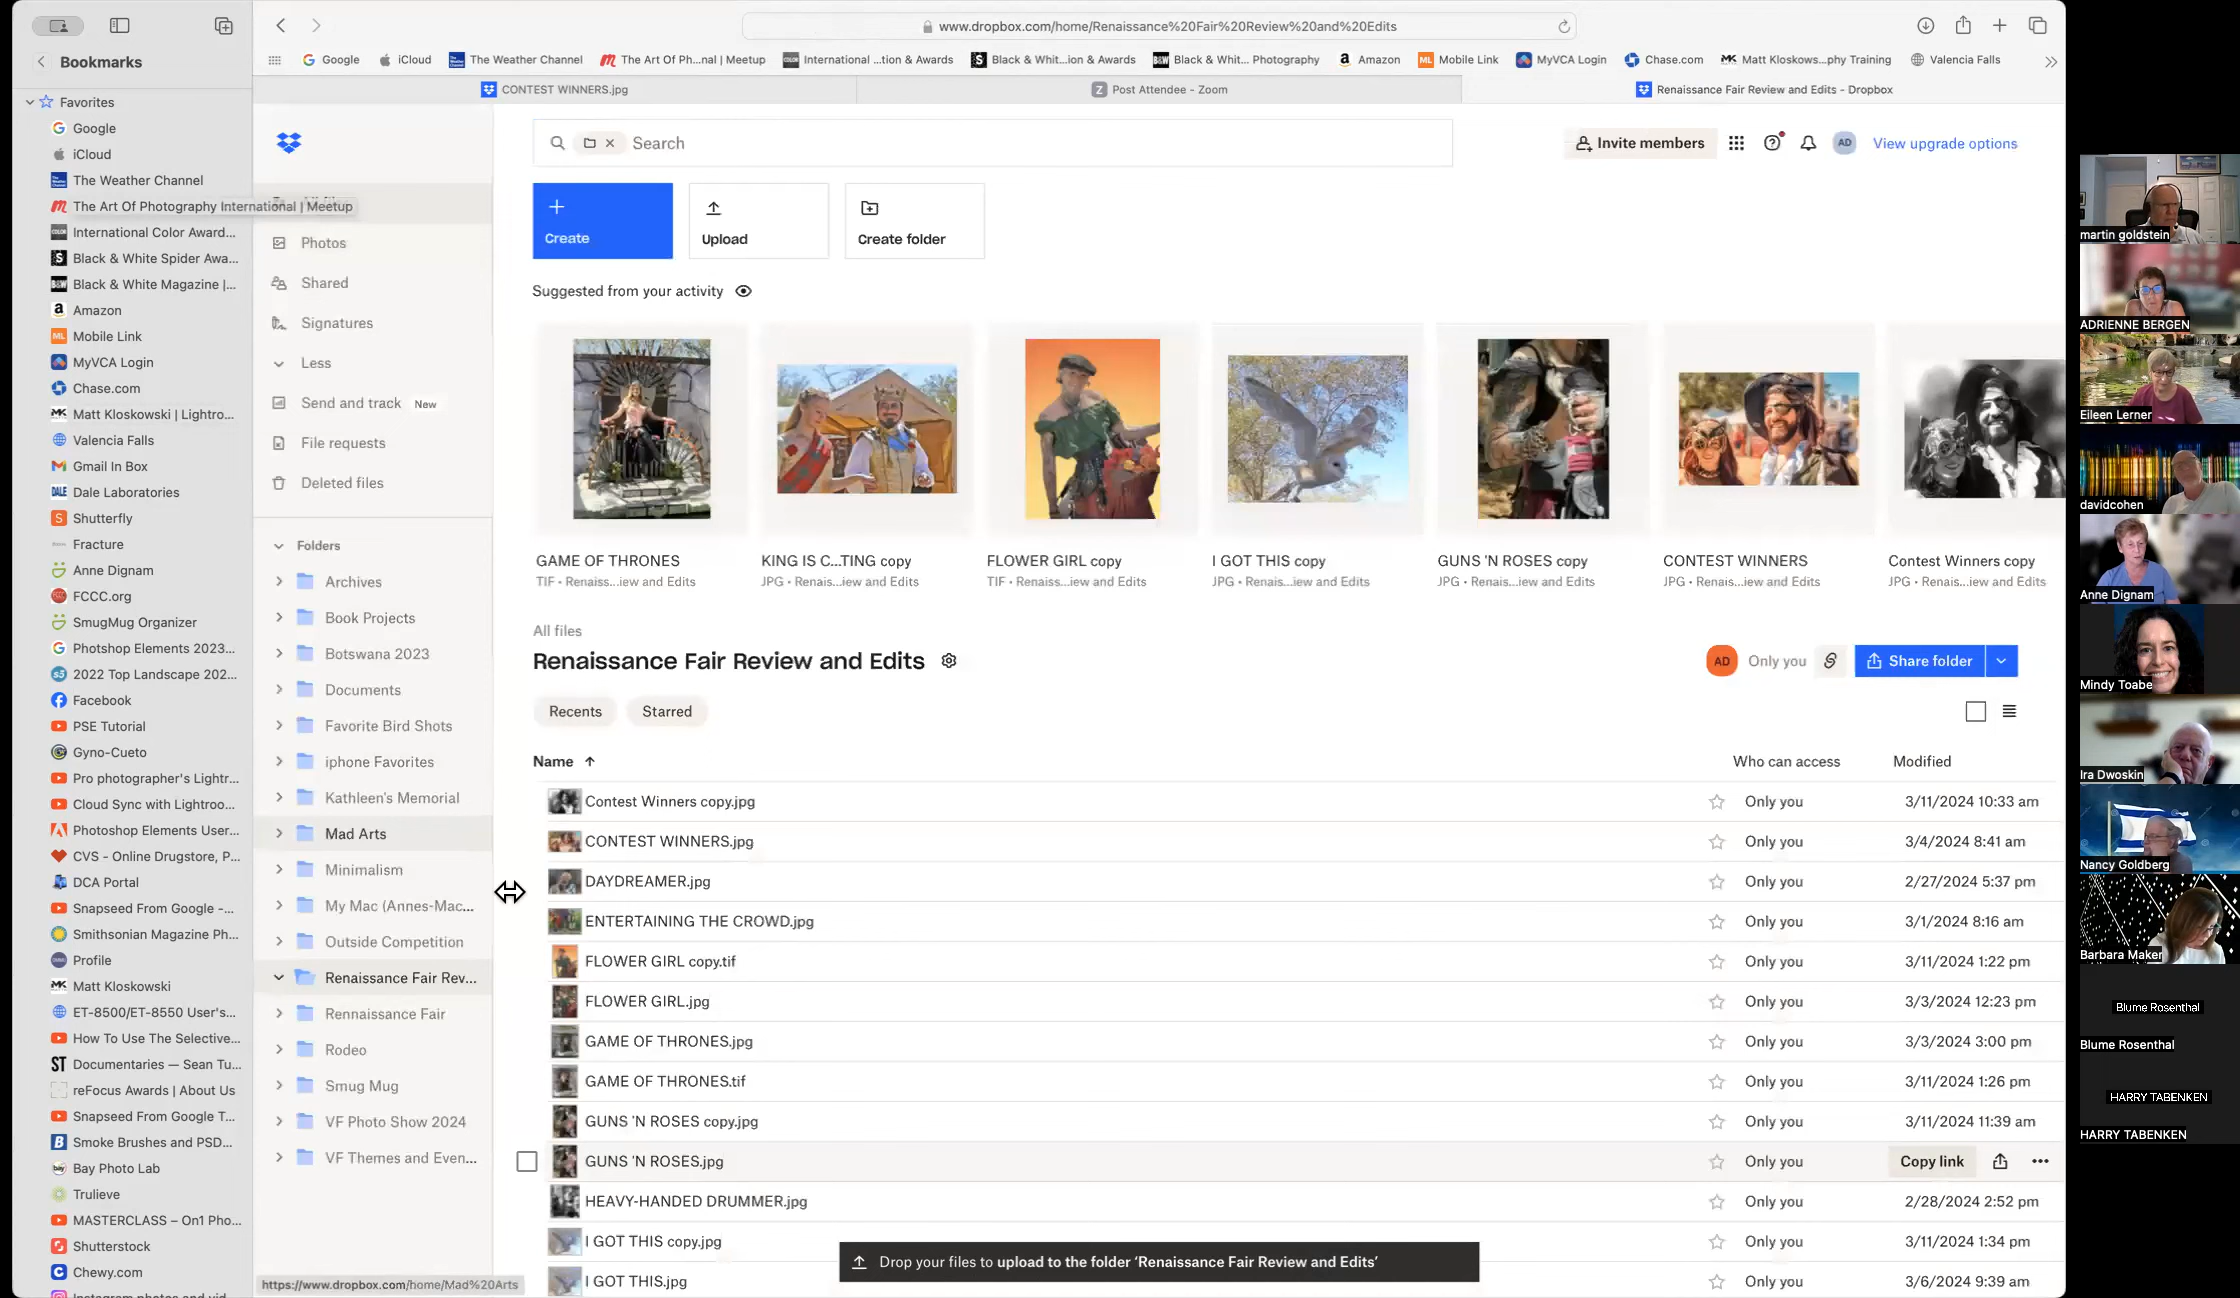 www.dropbox.com/home/Renaissance%20Fair%20Review%20and%20Edits
Bookmarks
Google
iCloud
The Weather Channel
The Art Of Ph...nal | Meetup
International ...tion & Awards
Black & Whit...ion & Awards
Black & Whit... Photography
Amazon
Mobile Link
MyVCA Login
Chase.com
Matt Kloskows...phy Training
Valencia Falls
CONTEST WINNERS.jpg
Post Attendee - Zoom
Renaissance Fair Review and Edits - Dropbox
Favorites
Google
iCloud
The Weather Channel
The Art Of Photography International | Meetup
International Color Award...
Black & White Spider Awa...
Black & White Magazine |...
Amazon
Mobile Link
MyVCA Login
Chase.com
Matt Kloskowski | Lightro...
Valencia Falls
Gmail In Box
Dale Laboratories
Shutterfly
Fracture
Anne Dignam
FCCC.org
SmugMug Organizer
Photshop Elements 2023...
2022 Top Landscape 202...
Facebook
PSE Tutorial
Gyno-Cueto
Pro photographer's Lightr...
Cloud Sync with Lightroo...
Photoshop Elements User...
CVS - Online Drugstore, P...
DCA Portal
Snapseed From Google -...
Smithsonian Magazine Ph...
Profile
Matt Kloskowski
ET-8500/ET-8550 User's...
How To Use The Selective...
Documentaries — Sean Tu...
reFocus Awards | About Us
Snapseed From Google T...
Smoke Brushes and PSD...
Bay Photo Lab
Trulieve
MASTERCLASS – On1 Pho...
Shutterstock
Chewy.com
Photos
Shared
Signatures
Less
Send and track New
File requests
Deleted files
Folders
Archives
Book Projects
Botswana 2023
Documents
Favorite Bird Shots
iphone Favorites
Kathleen's Memorial
Mad Arts
Minimalism
My Mac (Annes-Mac...
Outside Competition
Renaissance Fair Rev...
Rennaissance Fair
Rodeo
Smug Mug
VF Photo Show 2024
VF Themes and Even...
https://www.dropbox.com/home/Mad%20Arts
Search
Invite members
AD
View upgrade options
Create
Upload
Create folder
Suggested from your activity
GAME OF THRONES
TIF • Renaiss...iew and Edits
KING IS C...TING copy
JPG • Renais...iew and Edits
FLOWER GIRL copy
TIF • Renaiss...iew and Edits
I GOT THIS copy
JPG • Renais...iew and Edits
GUNS 'N ROSES copy
JPG • Renais...iew and Edits
CONTEST WINNERS
JPG • Renais...iew and Edits
Contest Winners copy
JPG • Renais...iew and Edits
All files
Renaissance Fair Review and Edits
AD Only you
Share folder
Recents
Starred
Name Who can access Modified
Contest Winners copy.jpg Only you 3/11/2024 10:33 am
CONTEST WINNERS.jpg Only you 3/4/2024 8:41 am
DAYDREAMER.jpg Only you 2/27/2024 5:37 pm
ENTERTAINING THE CROWD.jpg Only you 3/1/2024 8:16 am
FLOWER GIRL copy.tif Only you 3/11/2024 1:22 pm
FLOWER GIRL.jpg Only you 3/3/2024 12:23 pm
GAME OF THRONES.jpg Only you 3/3/2024 3:00 pm
GAME OF THRONES.tif Only you 3/11/2024 1:26 pm
GUNS 'N ROSES copy.jpg Only you 3/11/2024 11:39 am
GUNS 'N ROSES.jpg Only you Copy link
HEAVY-HANDED DRUMMER.jpg Only you 2/28/2024 2:52 pm
I GOT THIS copy.jpg Only you 3/11/2024 1:34 pm
I GOT THIS.jpg Only you 3/6/2024 9:39 am
Drop your files to upload to the folder 'Renaissance Fair Review and Edits'
martin goldstein
ADRIENNE BERGEN
Eileen Lerner
davidcohen
Anne Dignam
Mindy Toabe
Ira Dwoskin
Nancy Goldberg
Barbara Maker
Blume Rosenthal
Blume Rosenthal
HARRY TABENKEN
HARRY TABENKEN